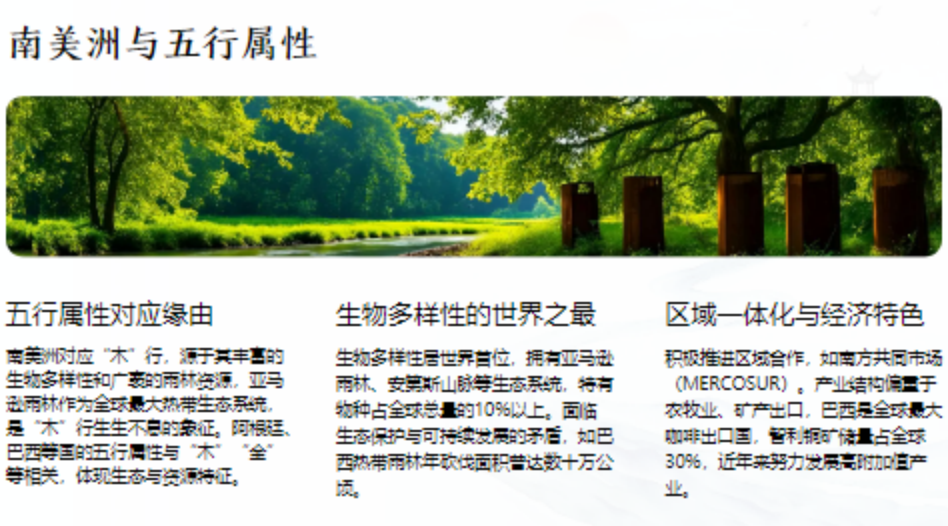 南美洲与五行属性
五行属性对应缘由
南美洲对应“木”行，源于其丰富的
生物多样性和广袤的雨林资源，亚马
逊雨林作为全球最大热带生态系统，
是“木”行生生不息的象征。阿根廷、
巴西等国的五行属性与“木”“金”
等相关，体现生态与资源特征。
生物多样性的世界之最
生物多样性居世界首位，拥有亚马逊
雨林、安第斯山脉等生态系统，特有
物种占全球总量的10%以上。面临
生态保护与可持续发展的矛盾，如巴
西热带雨林年砍伐面积曾达数十万公
顷。
区域一体化与经济特色
积极推进区域合作，如南方共同市场
（MERCOSUR）。产业结构偏重于
农牧业、矿产出口，巴西是全球最大
咖啡出口国，智利铜矿储量占全球
30%，近年来努力发展高附加值产
业。